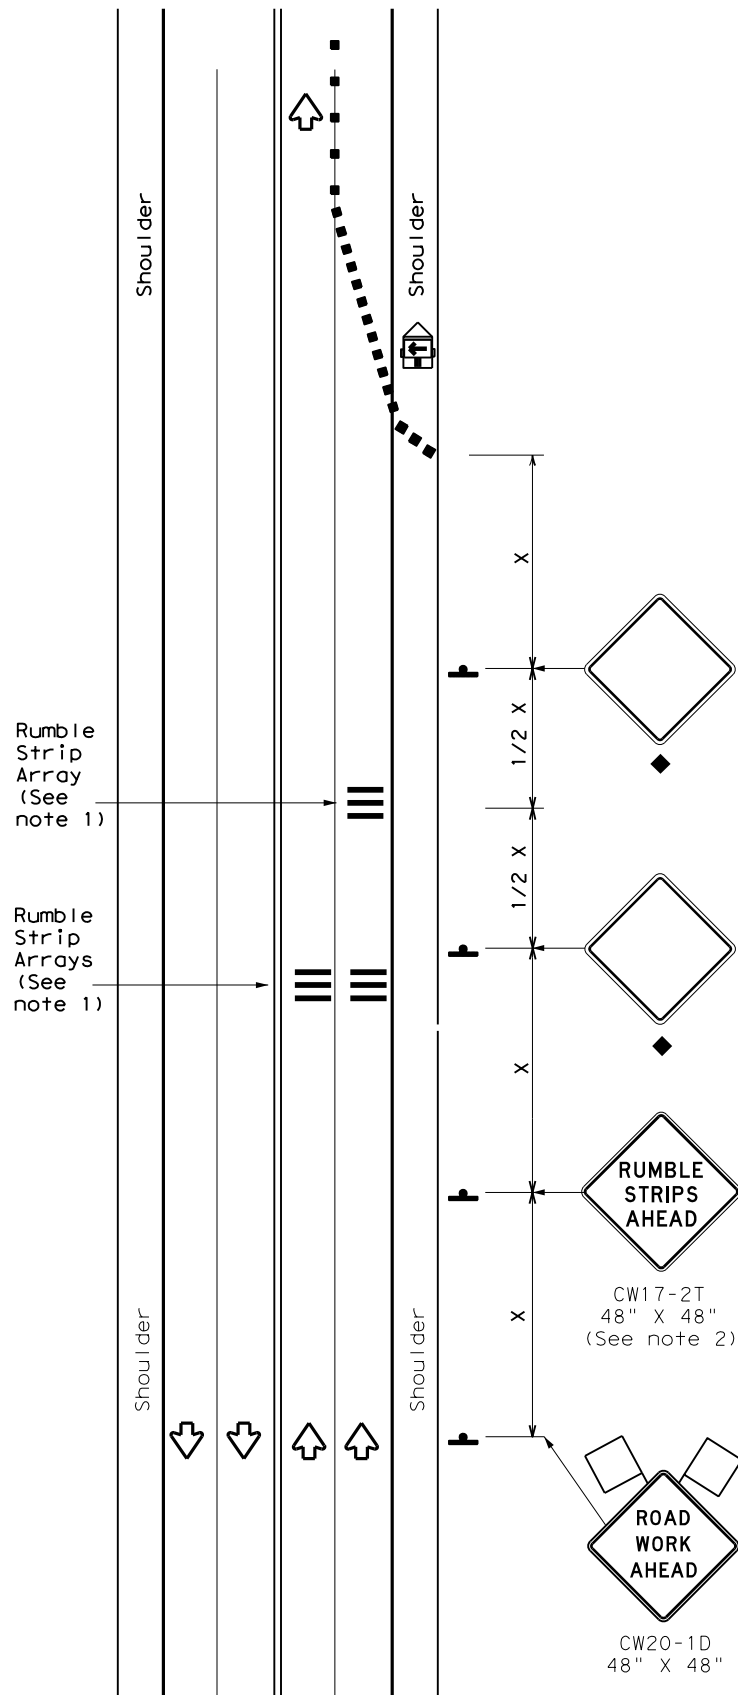 Shoulder
Shoulder
X
1/2 X
Rumble
Strip
Array
(See
note 1)
1/2 X
Rumble
Strip
Arrays
(See
note 1)
X
RUMBLE
STRIPS
AHEAD
CW17-2T
48" X 48"
(See note 2)
X
Shoulder
Shoulder
ROAD
WORK
AHEAD
CW20-1D
48" X 48"